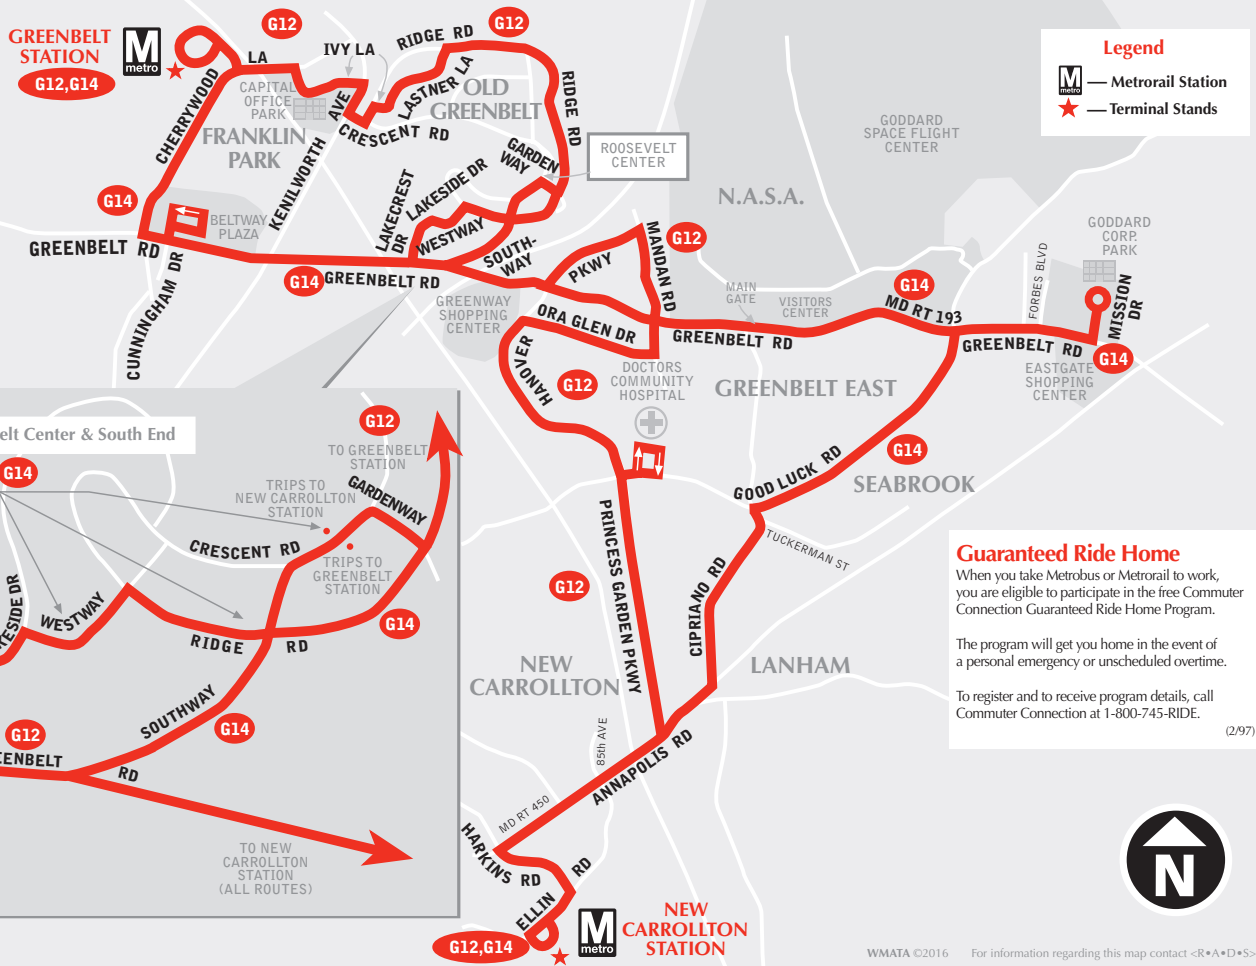 GREENBELT
STATION
G12,G14
M
metro
G12
LA
IVY LA
RIDGE RD
G12
CHERRYWOOD
CAPITAL
OFFICE
PARK
FRANKLIN
PARK
AVE
KENILWORTH
CRESCENT RD
LASTNER LA
OLD
GREENBELT
RIDGE RD
GARDEN
WAY
ROOSEVELT
CENTER
G14
BELTWAY
PLAZA
GREENBELT RD
CUNNINGHAM DR
LAKECREST
DR
LAKESIDE DR
WESTWAY
SOUTH-
WAY
G14
GREENBELT RD
GREENWAY
SHOPPING
CENTER
PKWY
MANDAN RD
G12
N.A.S.A.
GODDARD
SPACE FLIGHT
CENTER
Legend
M
metro
— Metrorail Station
— Terminal Stands
GODDARD
CORP.
PARK
FORBES BLVD
MISSION
DR
MAIN
GATE
VISITORS
CENTER
G14
MD RT 193
GREENBELT RD
GREENBELT RD
G14
EASTGATE
SHOPPING
CENTER
ORA GLEN DR
HANOVER
G12
DOCTORS
COMMUNITY
HOSPITAL
GREENBELT EAST
G14
SEABROOK
GOOD LUCK RD
TUCKERMAN ST
CIPRIANO RD
PRINCESS GARDEN PKWY
G12
NEW
CARROLLTON
LANHAM
85th AVE
ANNAPOLIS RD
MD RT 450
HARKINS RD
ELLIN RD
G12,G14
M
metro
NEW
CARROLLTON
STATION
elt Center & South End
G14
G12
TO GREENBELT
STATION
TRIPS TO
NEW CARROLLTON
STATION
GARDENWAY
CRESCENT RD
TRIPS TO
GREENBELT
STATION
KESIDE DR
WESTWAY
RIDGE RD
G14
SOUTHWAY
G14
G12
EENBELT RD
TO NEW
CARROLLTON
STATION
(ALL ROUTES)
Guaranteed Ride Home
When you take Metrobus or Metrorail to work,
you are eligible to participate in the free Commuter
Connection Guaranteed Ride Home Program.
The program will get you home in the event of
a personal emergency or unscheduled overtime.
To register and to receive program details, call
Commuter Connection at 1-800-745-RIDE.
(2/97)
N
WMATA ©2016 For information regarding this map contact <R•A•D•S>